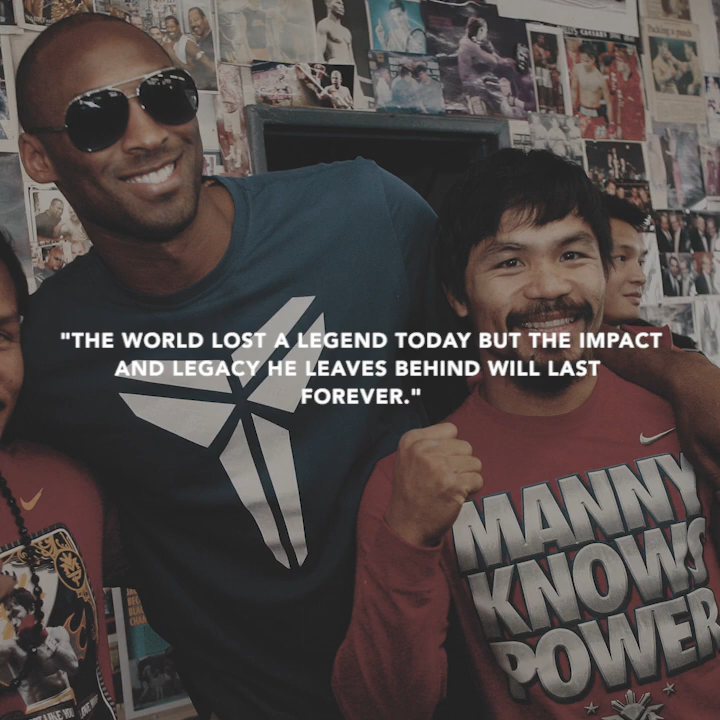 "THE WORLD LOST A LEGEND TODAY BUT THE IMPACT
AND LEGACY HE LEAVES BEHIND WILL LAST
FOREVER."
MANNY
KNOWS
POWER